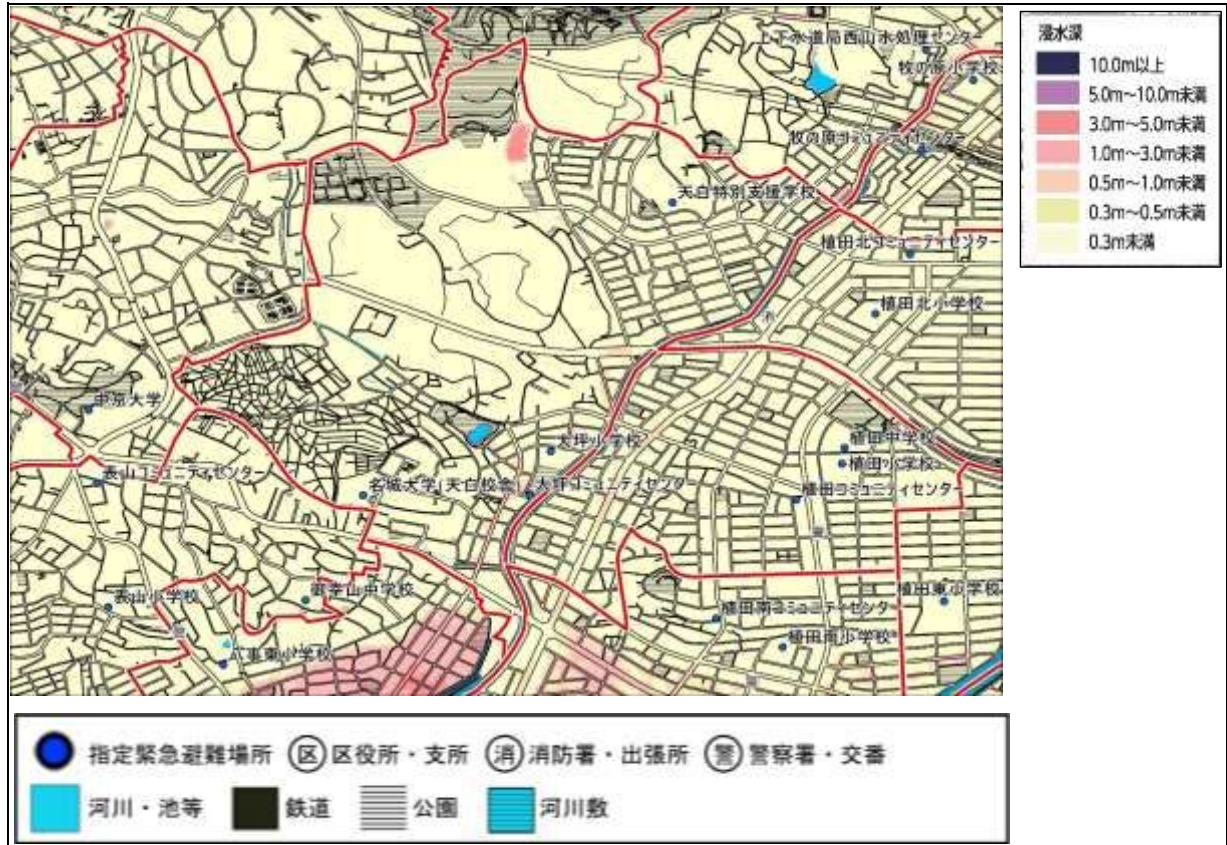 上下水道局西山水処理センター
牧の原小学校
牧の原コミュニティセンター
天白特別支援学校
植田北コミュニティセンター
植田北小学校
消
中京大学
大坪小学校
植田中学校
植田小学校
表山コミュニティセンター
名城大学(天白校舎)
大坪コミュニティセンター
植田コミュニティセンター
表山小学校
御幸山中学校
植田東小学校
植田南コミュニティセンター
植田南小学校
八事東小学校
浸水深
10.0m以上
5.0m~10.0m未満
3.0m~5.0m未満
1.0m~3.0m未満
0.5m~1.0m未満
0.3m~0.5m未満
0.3m未満
指定緊急避難場所 区 区役所・支所 消 消防署・出張所 警 警察署・交番
河川・池等 鉄道 公園 河川敷